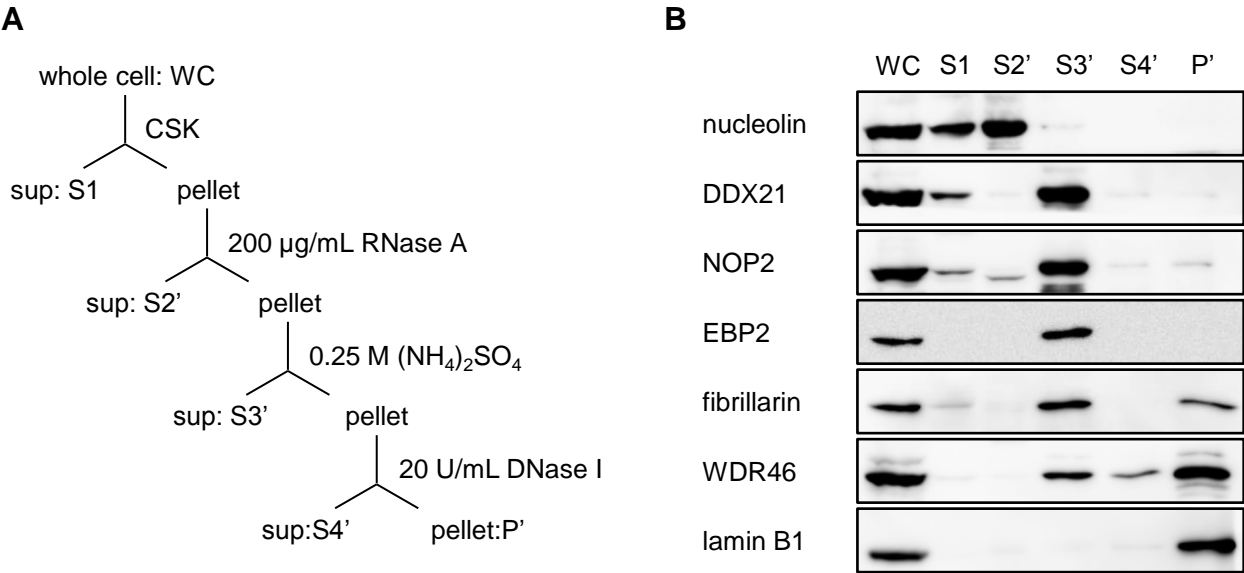 A
whole cell: WC
CSK
sup: S1
pellet
200 µg/mL RNase A
sup: S2’
pellet
0.25 M (NH₄)₂SO₄
sup: S3’
pellet
20 U/mL DNase I
sup:S4’
pellet:P’
B
WC S1 S2’ S3’ S4’ P’
nucleolin
DDX21
NOP2
EBP2
fibrillarin
WDR46
lamin B1